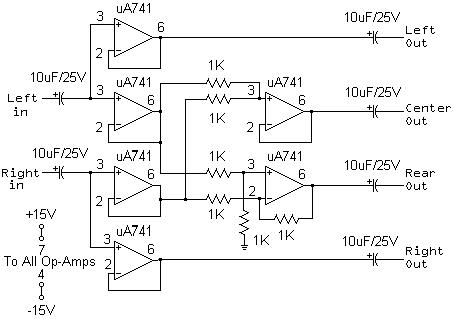 uA741
10uF/25V
3
6
Left
Out
2
1K
uA741
10uF/25V
uA741
10uF/25V
3
6
3
6
Left
in
Center
Out
2
1K
2
1K
10uF/25V
uA741
uA741
10uF/25V
3
3
6
Right
in
6
Rear
Out
2
2
1K
+15V
uA741
1K
1K
10uF/25V
7
3
6
To All Op-Amps
Right
Out
4
2
-15V